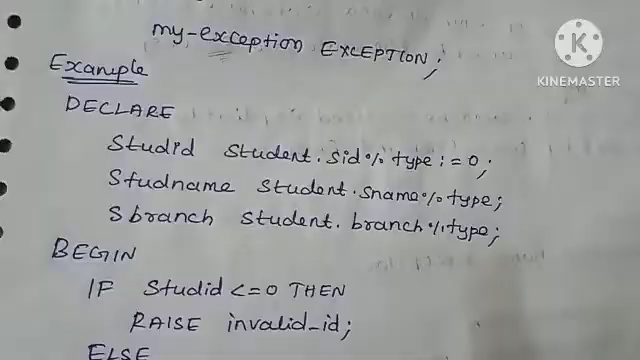 my-exception EXCEPTION;
KINEMASTER
Example
DECLARE
Studid student.sid%type:=0;
Studname student.sname%type;
Sbranch student.branch%type;
BEGIN
IF Studid <=0 THEN
RAISE invalid_id;
ELSE